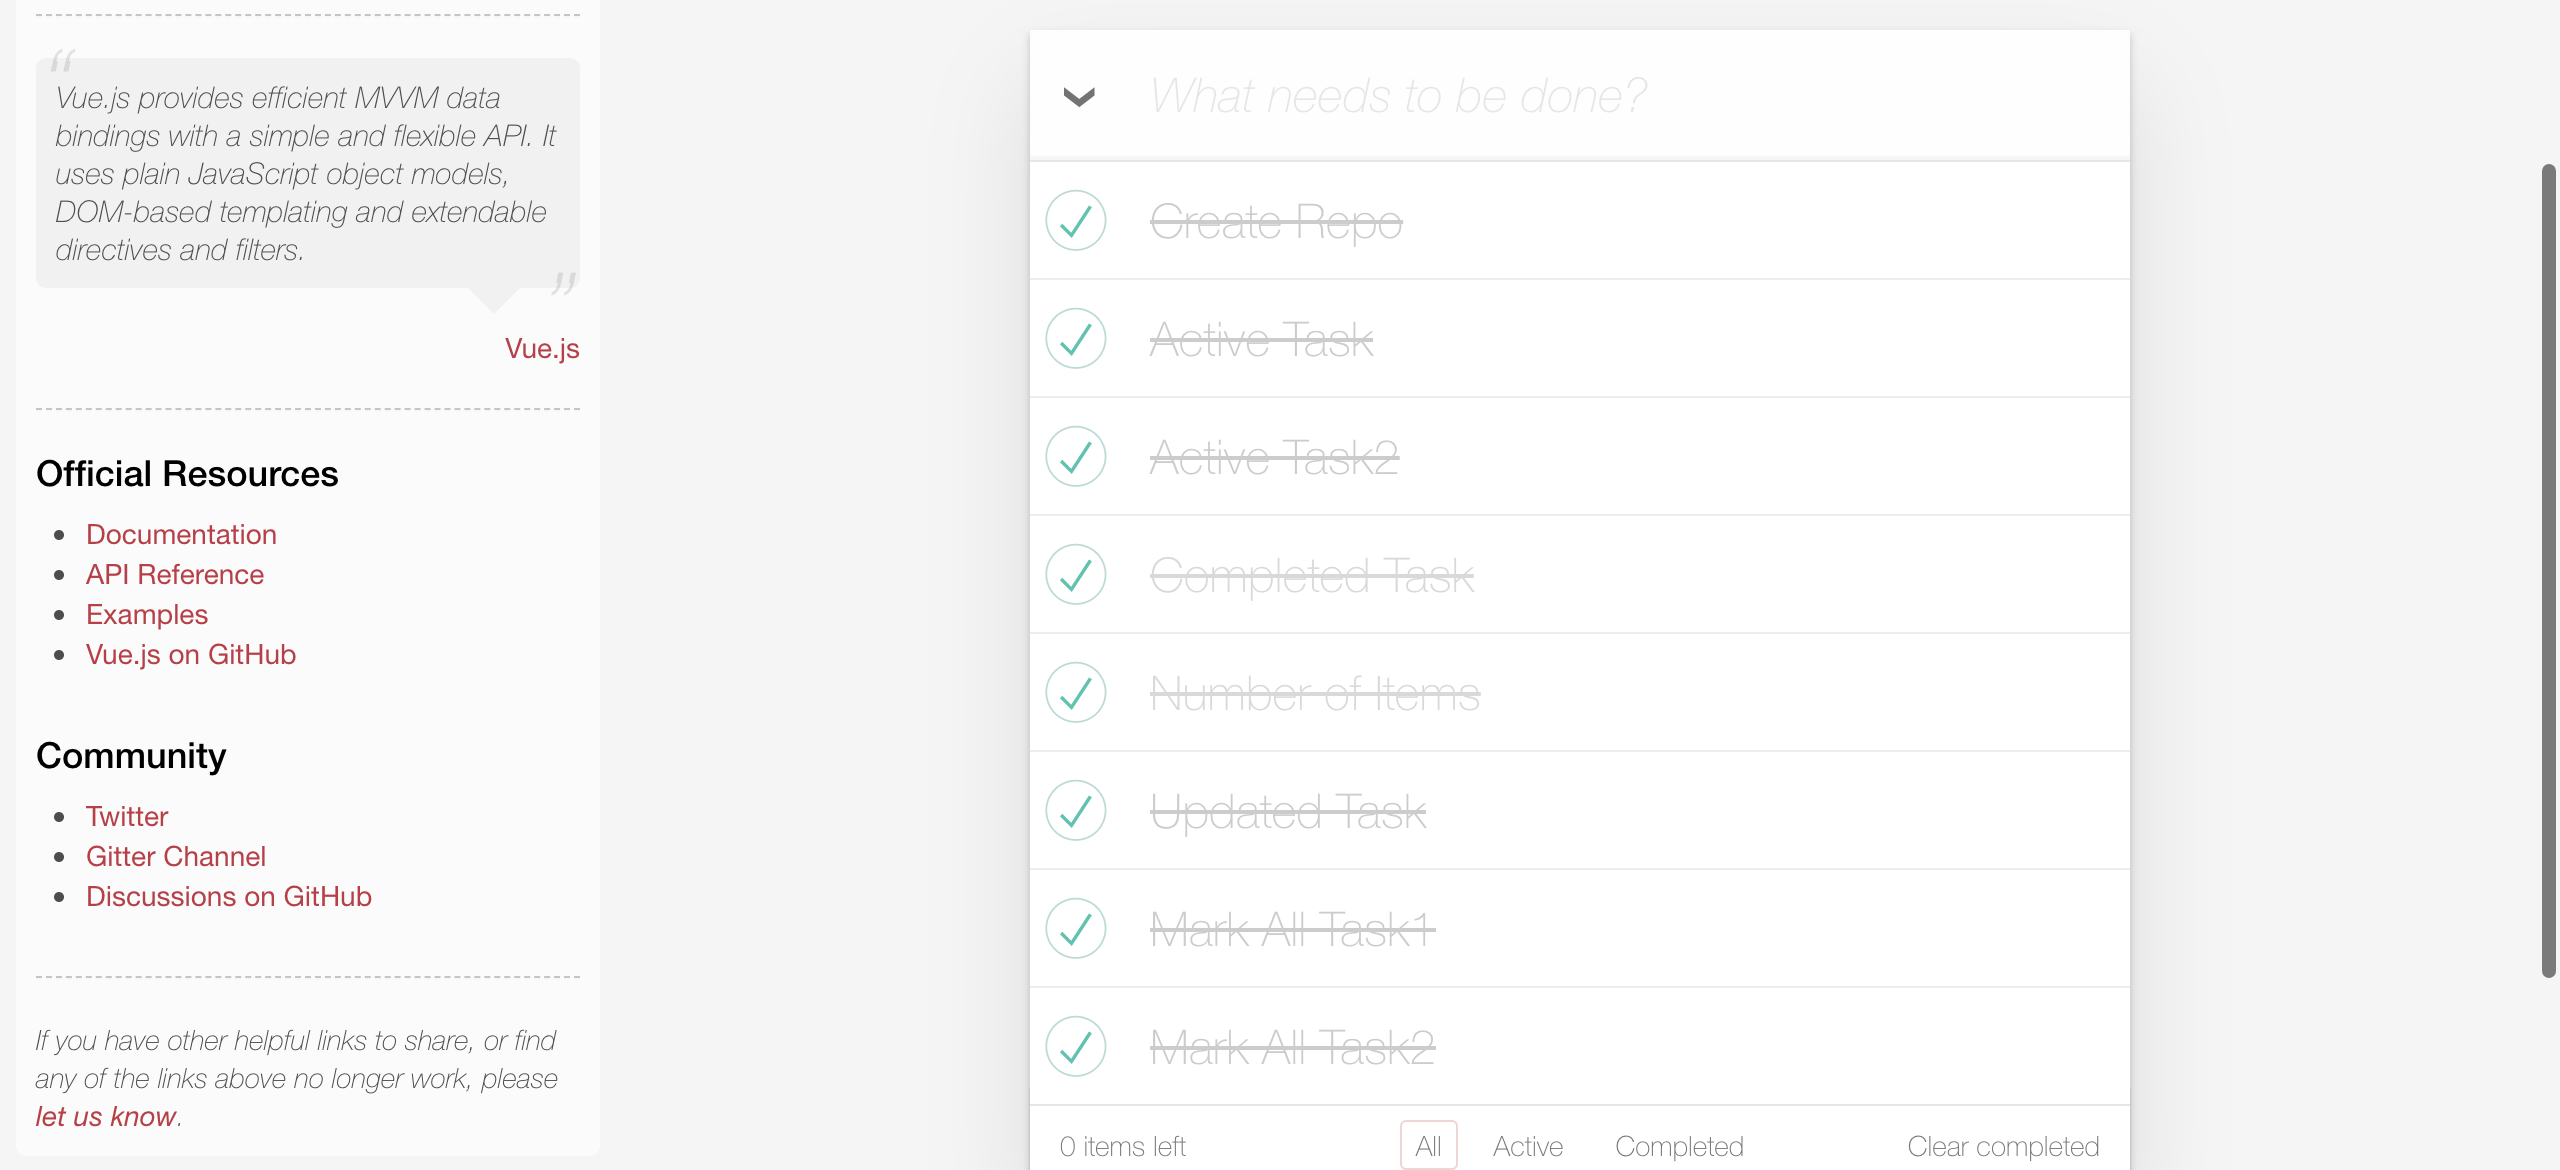 “
Vue.js provides efficient MVVM data
bindings with a simple and flexible API. It
uses plain JavaScript object models,
DOM-based templating and extendable
directives and filters.
”
Vue.js
Official Resources
Documentation
API Reference
Examples
Vue.js on GitHub
Community
Twitter
Gitter Channel
Discussions on GitHub
If you have other helpful links to share, or find
any of the links above no longer work, please
let us know.
What needs to be done?
Create Repo
Active Task
Active Task2
Completed Task
Number of Items
Updated Task
Mark All Task1
Mark All Task2
0 items left All Active Completed Clear completed